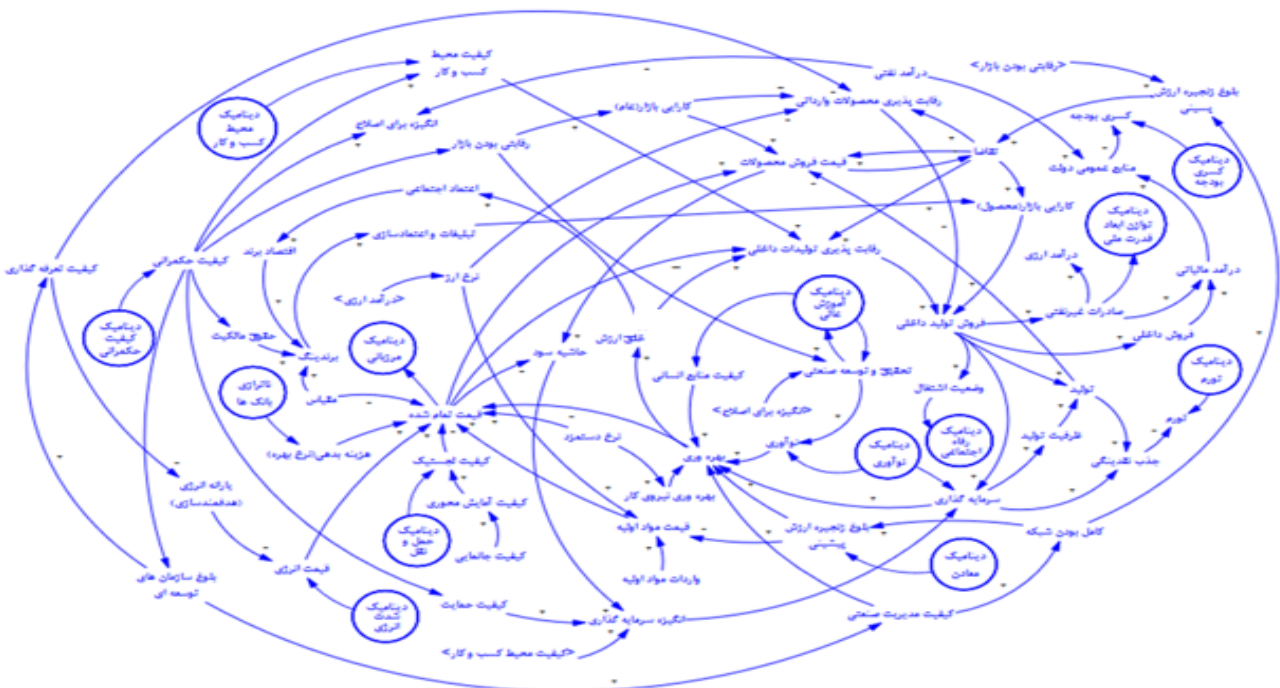 کیفیت محیط
کسب و کار
درآمد نفتی
<رقابتی بودن بازار>
بلوغ زنجیره ارزش
پسینی
دینامیک
محیط
کسب و کار
انگیزه برای اصلاح
کارایی بازار(عام)
رقابت پذیری محصولات وارداتی
کسری بودجه
رقابتی بودن بازار
قیمت فروش محصولات
تقاضا
منابع عمومی دولت
دینامیک
کسری
بودجه
اعتماد اجتماعی
کارایی بازار(محصول)
دینامیک
توازن ابعاد
قدرت ملی
تبلیغات و اعتمادسازی
رقابت پذیری تولیدات داخلی
کیفیت تعرفه گذاری
کیفیت حکمرانی
اقتصاد برند
نرخ ارز
درآمد ارزی
درآمد مالیاتی
<درآمد ارزی>
دینامیک
آموزش
عالی
صادرات غیرنفتی
دینامیک
کیفیت
حکمرانی
حقوق مالکیت
دینامیک
مرزبانی
خلق ارزش
فروش تولید داخلی
فروش داخلی
برندینگ
حاشیه سود
کیفیت منابع انسانی
تحقیق و توسعه صنعتی
وضعیت اشتغال
تولید
دینامیک
تورم
ناترازی
بانک ها
مقیاس
قیمت تمام شده
<انگیزه برای اصلاح>
تورم
هزینه بدهی(نرخ بهره)
نرخ دستمزد
نوآوری
دینامیک
نوآوری
دینامیک
رفاه
اجتماعی
ظرفیت تولید
کیفیت لجستیک
بهره وری
جذب نقدینگی
یارانه انرژی
(هدفمندسازی)
کیفیت آمایش محوری
بهره وری نیروی کار
سرمایه گذاری
دینامیک
حمل و
نقل
قیمت مواد اولیه
بلوغ زنجیره ارزش
پیشینی
کامل بودن شبکه
کیفیت جانمایی
قیمت انرژی
بلوغ سازمان های
توسعه ای
واردات مواد اولیه
دینامیک
معادن
دینامیک
شدت
انرژی
کیفیت حمایت
انگیزه سرمایه گذاری
کیفیت مدیریت صنعتی
<کیفیت محیط کسب و کار>